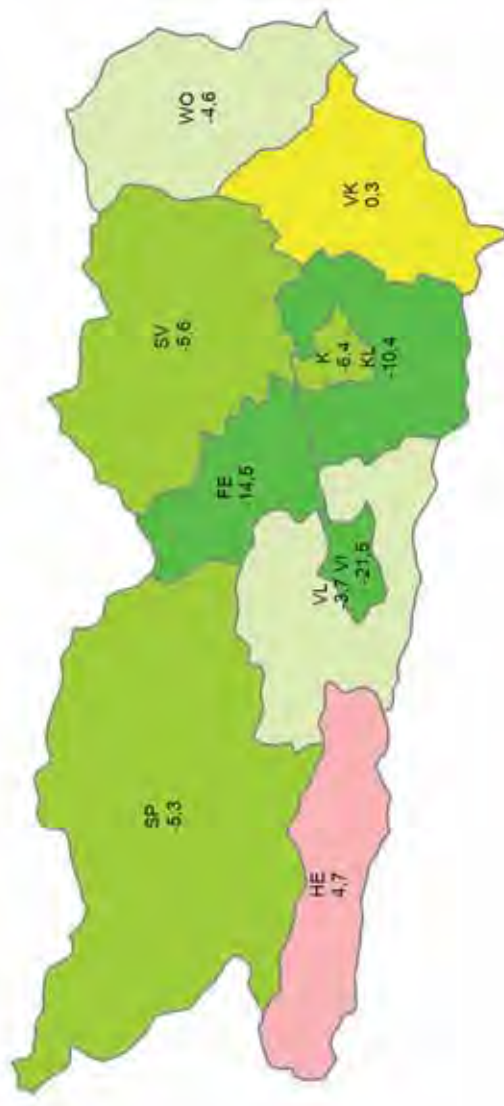 WO
-4,6
SV
-5,6
VK
0,3
K
6,4
KL
-10,4
FE
14,5
VL
-3,7 VI
-21,5
SP
-5,3
HE
4,7